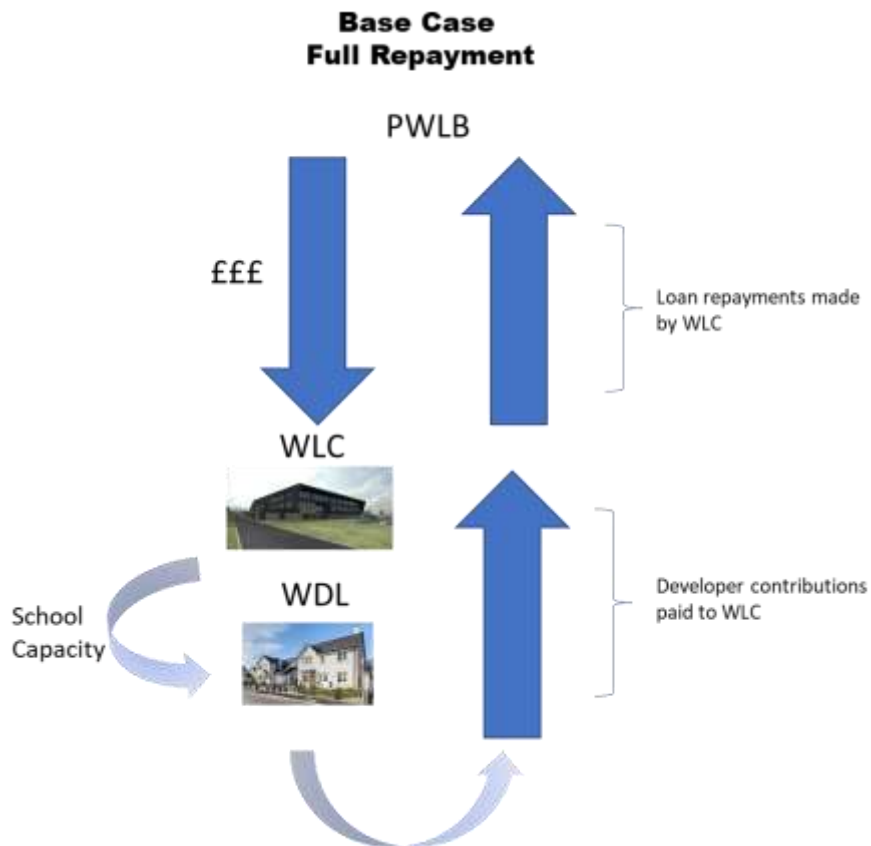 Base Case
Full Repayment
PWLB
£££
Loan repayments made
by WLC
WLC
School
Capacity
WDL
Developer contributions
paid to WLC